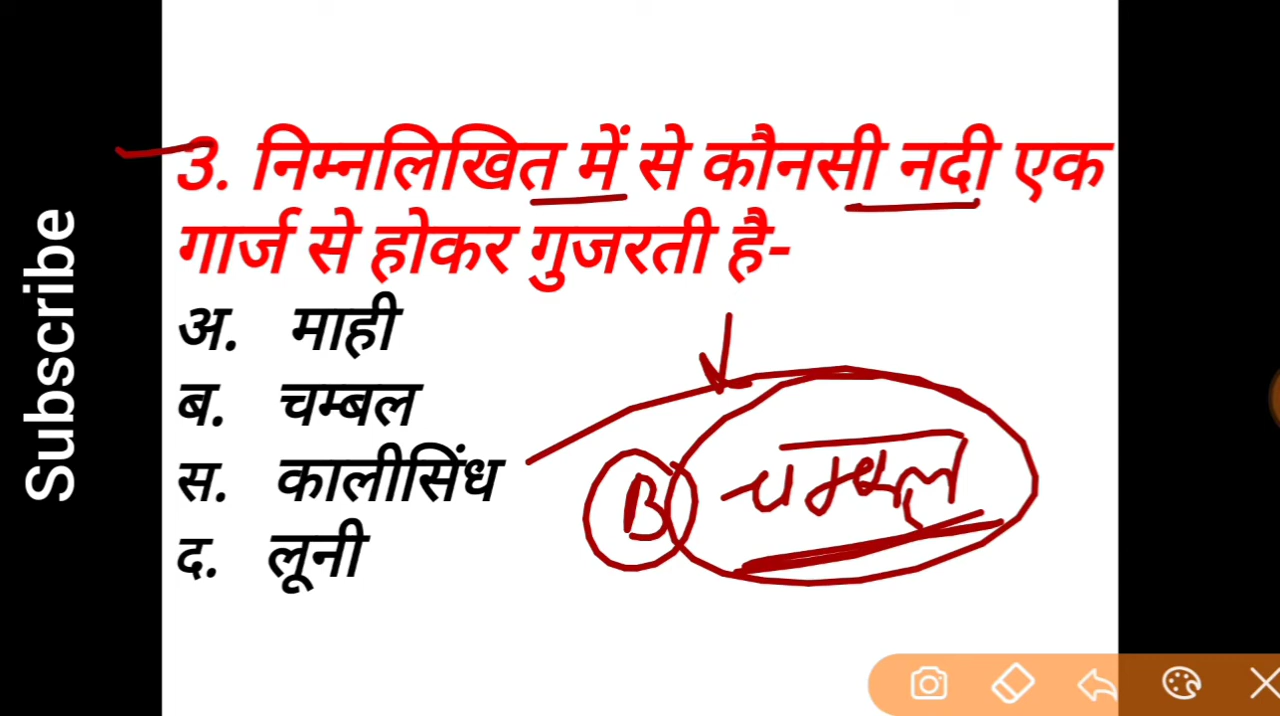 Subscribe
3. निम्नलिखित में से कौनसी नदी एक
गार्ज से होकर गुजरती है-
अ. माही
ब. चम्बल
स. कालीसिंध
द. लूनी
B चम्बल